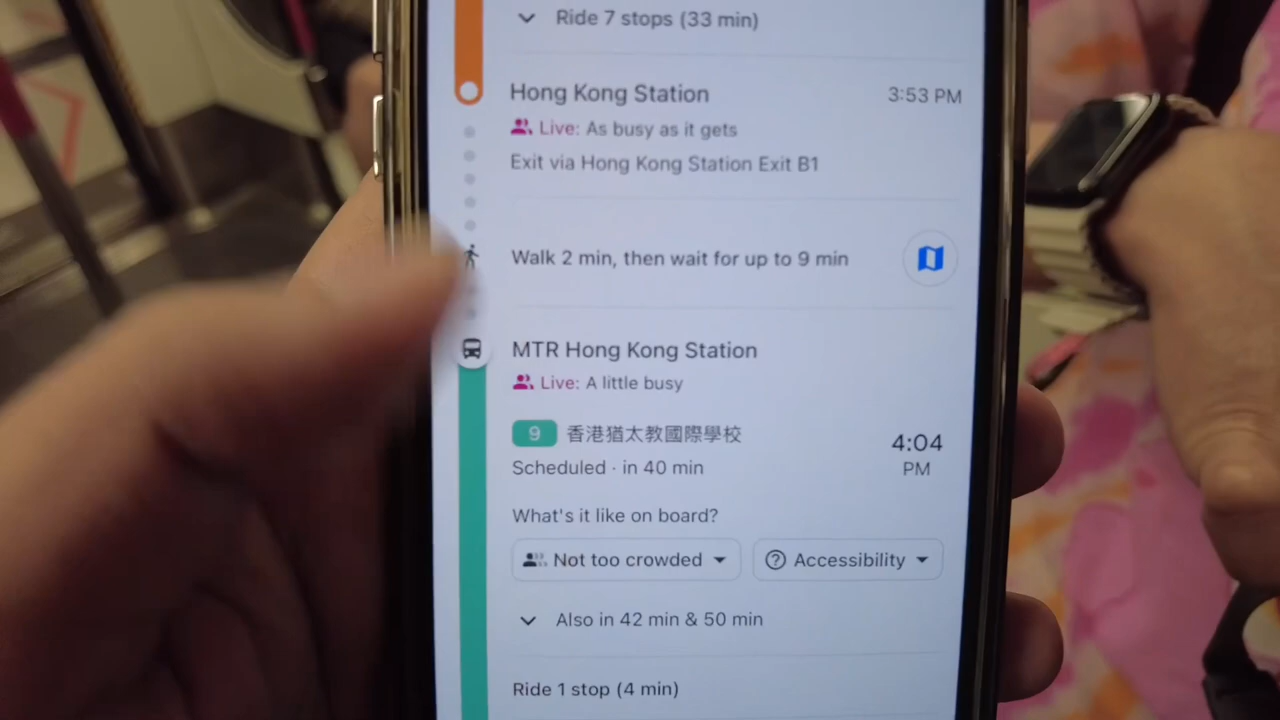 Ride 7 stops (33 min)
Hong Kong Station
3:53 PM
Live: As busy as it gets
Exit via Hong Kong Station Exit B1
Walk 2 min, then wait for up to 9 min
MTR Hong Kong Station
Live: A little busy
9 香港猶太教國際學校
4:04 PM
Scheduled · in 40 min
What's it like on board?
Not too crowded
Accessibility
Also in 42 min & 50 min
Ride 1 stop (4 min)